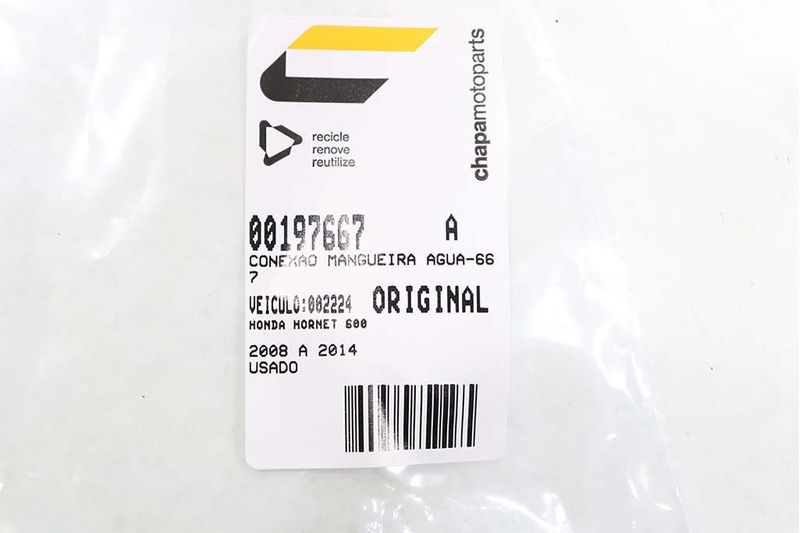 chapamotoparts
recicle
renove
reutilize
00197667 A
CONEXAO MANGUEIRA AGUA-66
7
VEICULO:002224 ORIGINAL
HONDA HORNET 600
2008 A 2014
USADO